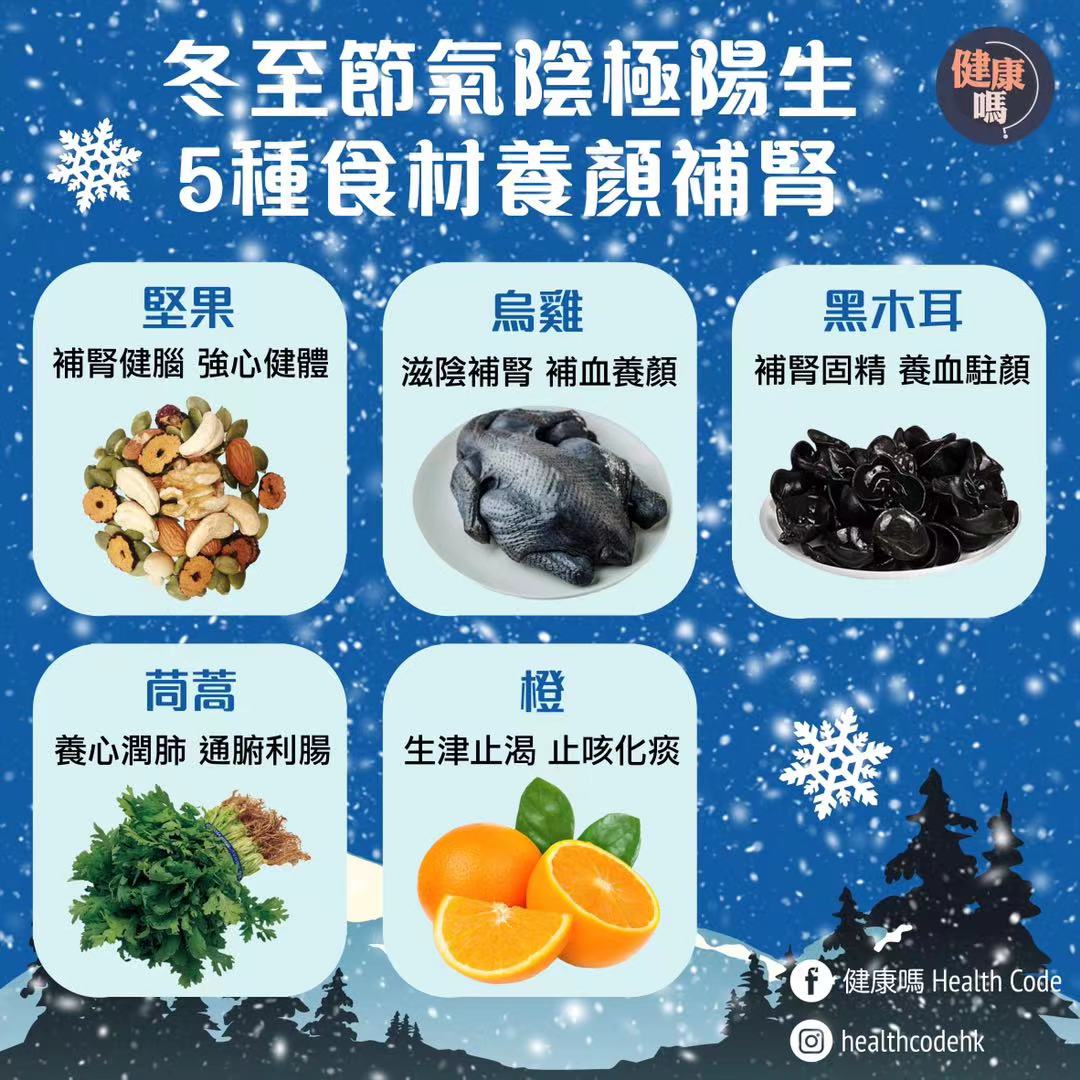 冬至節氣陰極陽生
5種食材養顏補腎
健康嗎?
堅果
補腎健腦 強心健體
烏雞
滋陰補腎 補血養顏
黑木耳
補腎固精 養血駐顏
茼蒿
養心潤肺 通腑利腸
橙
生津止渴 止咳化痰
健康嗎 Health Code
healthcodehk